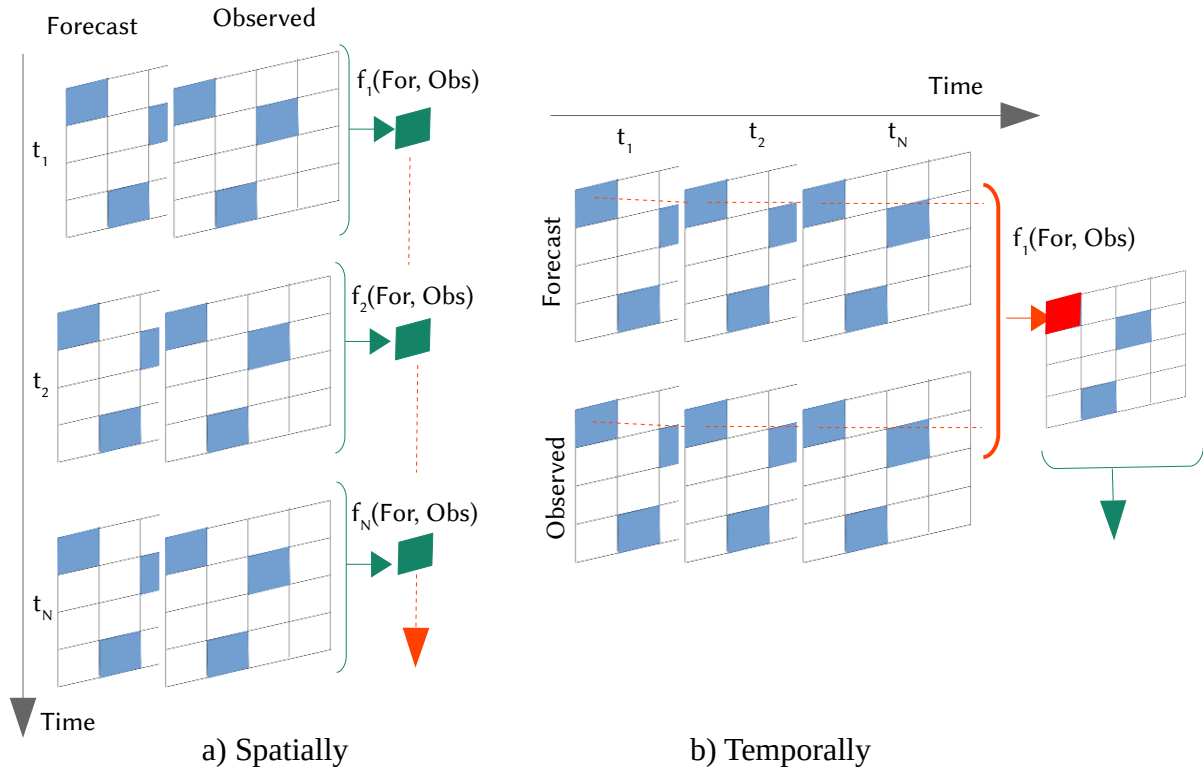 Forecast
Observed
f1(For, Obs)
t1
f2(For, Obs)
t2
fN(For, Obs)
tN
Time
a) Spatially
Time
t1
t2
tN
Forecast
f1(For, Obs)
Observed
b) Temporally